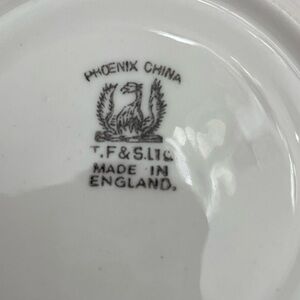 PHOENIX CHINA
T.F & S. LTD
MADE IN
ENGLAND.